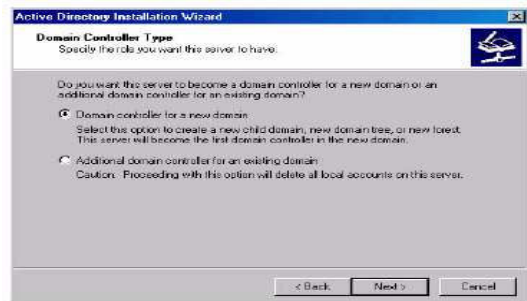 Active Directory Installation Wizard
Domain Controller Type
Specify the role you want this server to have.
Do you want this server to become a domain controller for a new domain or an
additional domain controller for an existing domain?
Domain controller for a new domain
Select this option to create a new child domain, new domain tree, or new forest.
This server will become the first domain controller in the new domain.
Additional domain controller for an existing domain
Caution. Proceeding with this option will delete all local accounts on this server.
< Back Next > Cancel